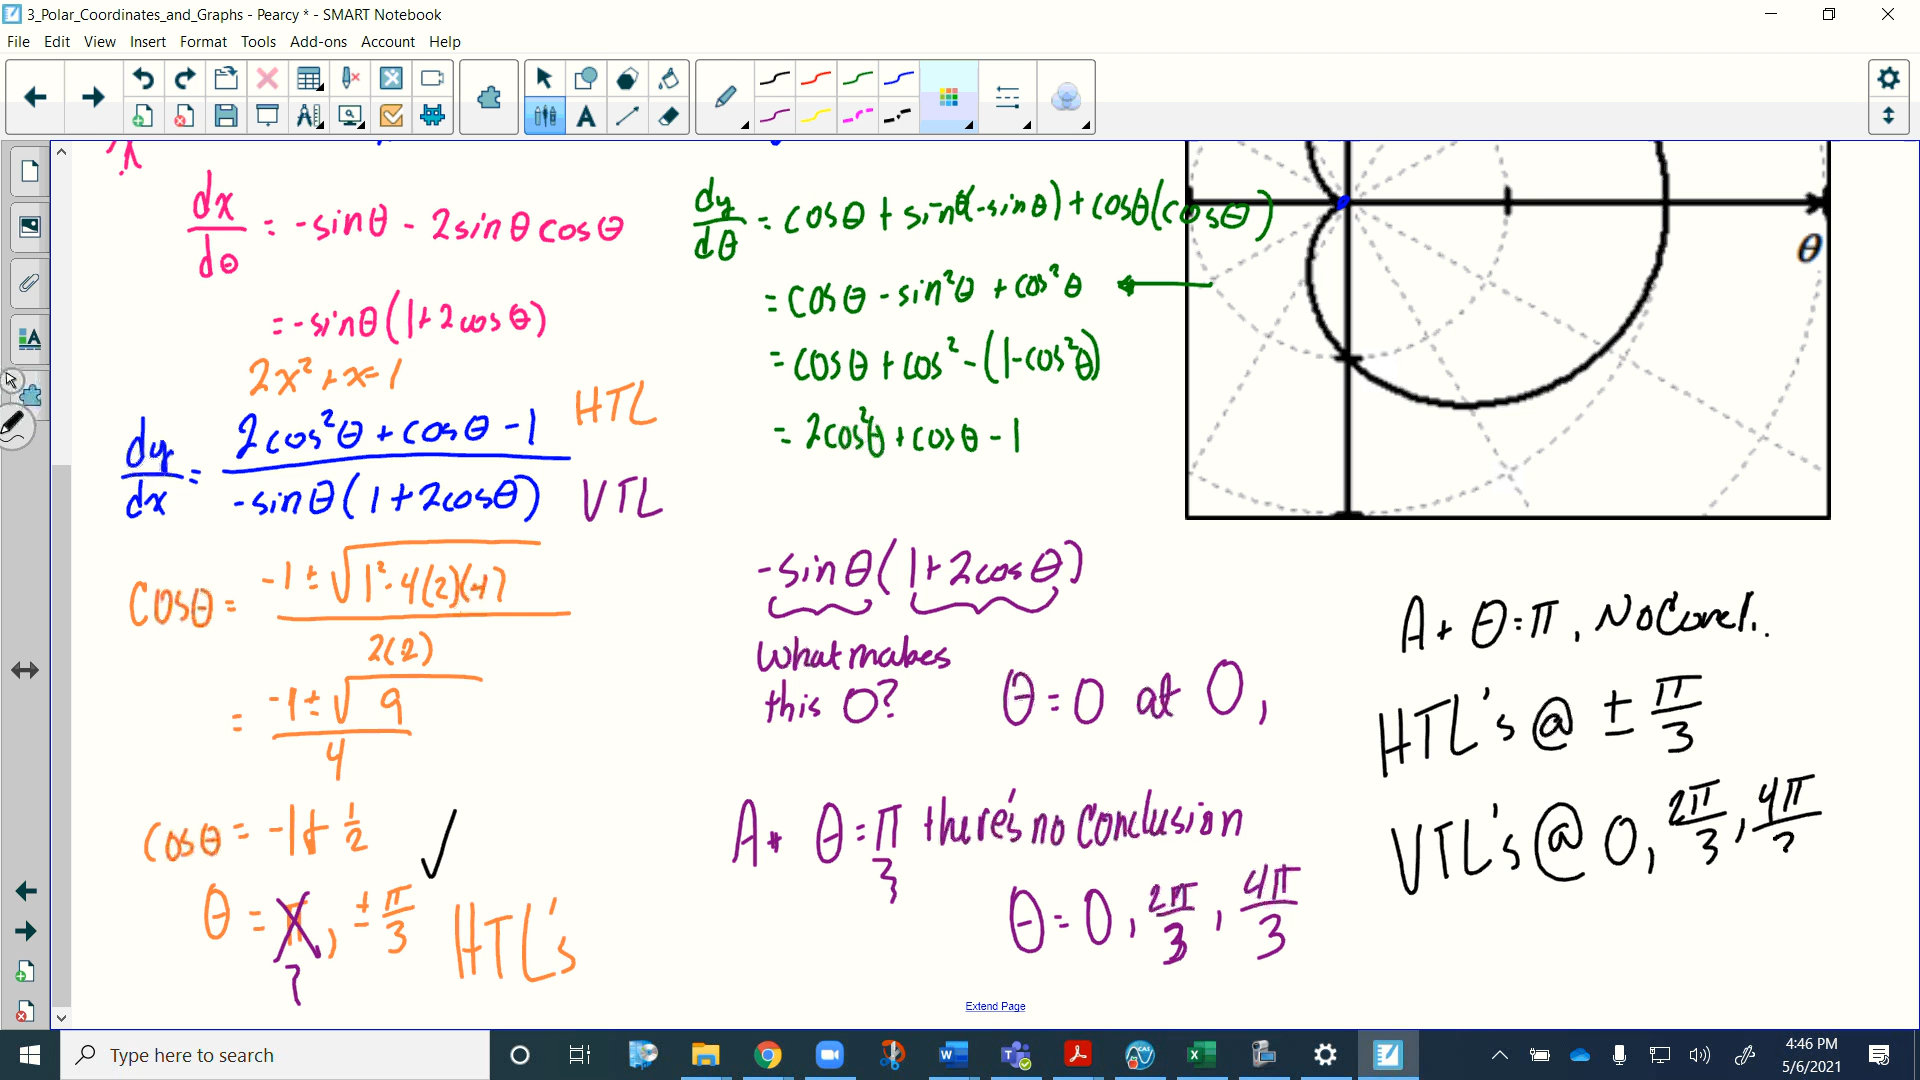 3_Polar_Coordinates_and_Graphs - Pearcy * - SMART Notebook
File Edit View Insert Format Tools Add-ons Account Help
dx/dθ = -sinθ - 2sinθcosθ
= -sinθ(1+2cosθ)
2x²+x=1
dy/dx = (2cos²θ+cosθ-1)/(-sinθ(1+2cosθ))
HTL
VTL
cosθ = (-1±√(1²-4(2)(-1)))/(2(2))
= (-1±√9)/4
cosθ = -1, 1/2
θ = π, ±π/3 HTL's
?
dy/dθ = cosθ + sinθ(-sinθ) + cosθ(cosθ)
= cosθ - sin²θ + cos²θ
= cosθ + cos² - (1-cos²θ)
= 2cos²θ + cosθ - 1
θ
-sinθ(1+2cosθ)
What makes
this 0?
θ=0 at 0,
At θ=π there's no conclusion
3
θ=0, 2π/3, 4π/3
At θ=π, No Concl.
HTL's @ ±π/3
VTL's @ 0, 2π/3, 4π/3
Extend Page
Type here to search
4:46 PM
5/6/2021